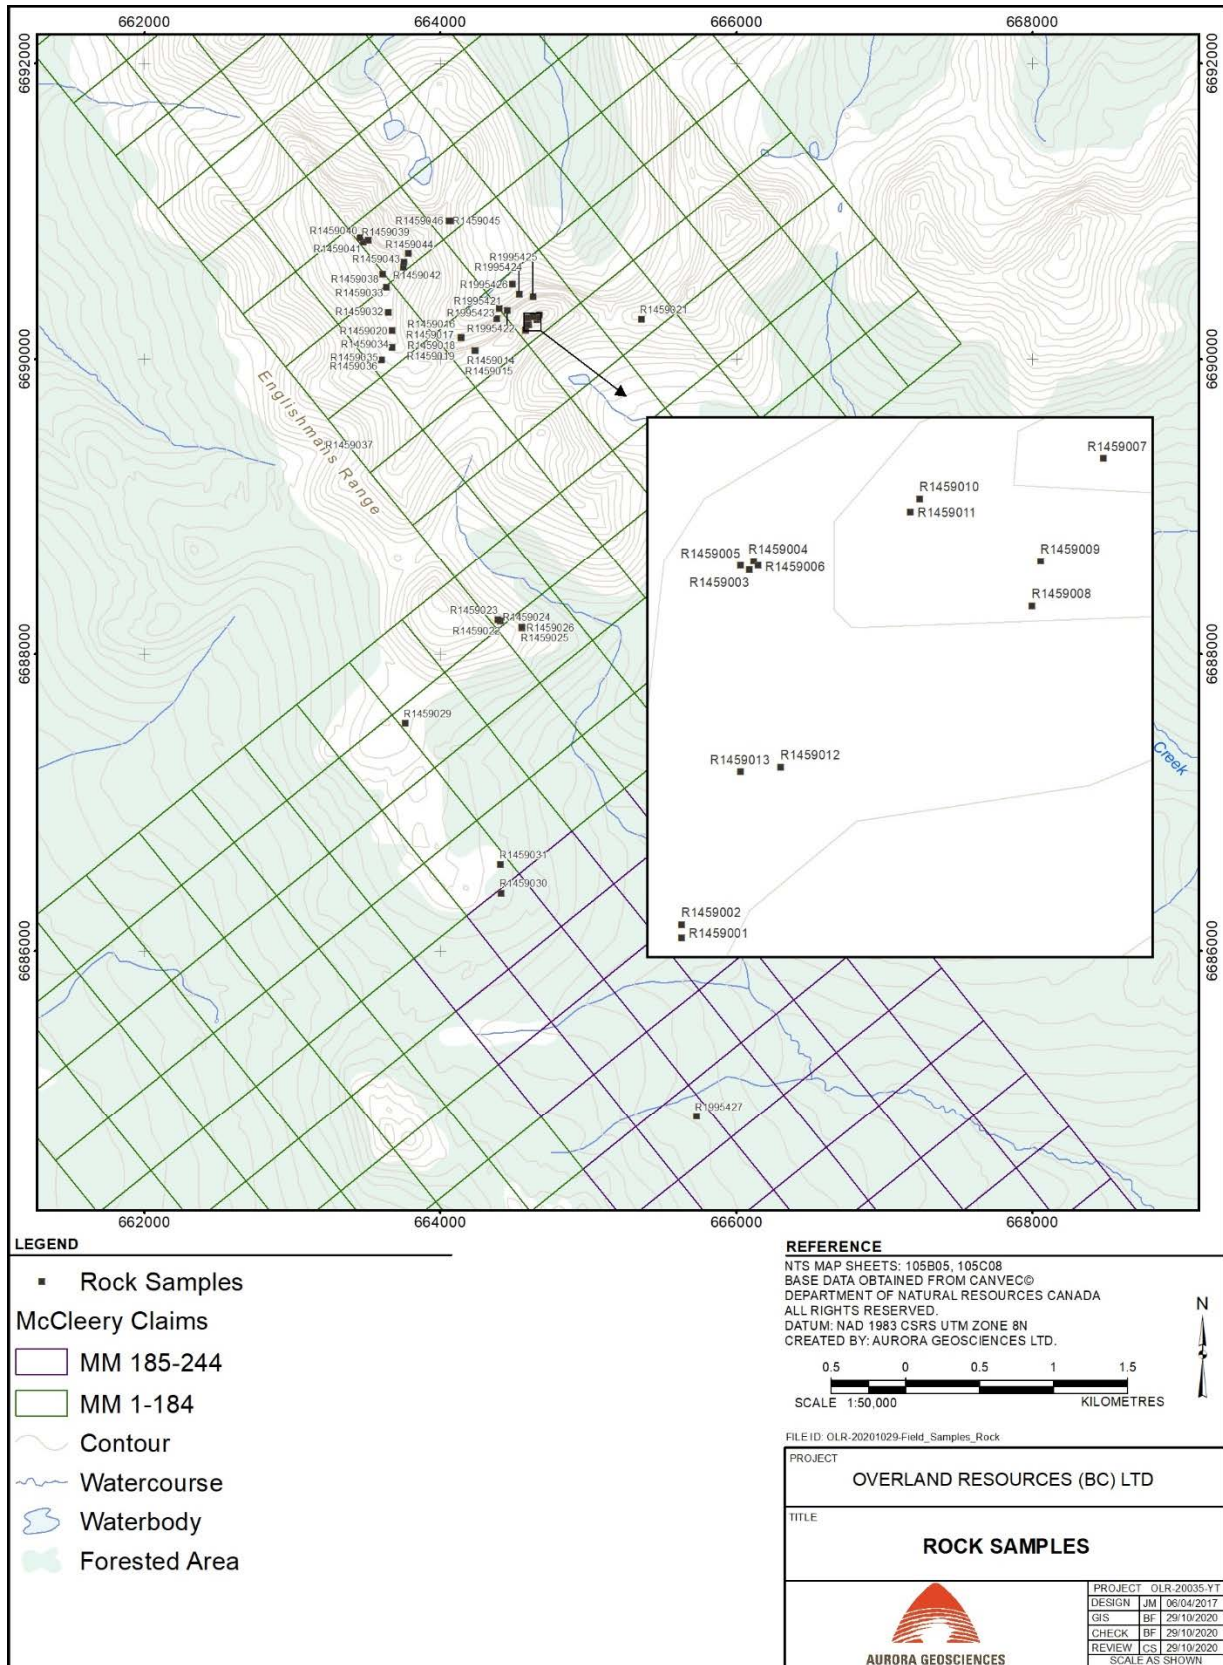 662000
664000
666000
668000
6692000
6692000
R1459046
R1459045
R1459040
R1459039
R1459041
R1459044
R1459043
R1459042
R1459038
R1459033
R1995425
R1995424
R1995426
R1995421
R1995423
R1995422
R1459032
R1459020
R1459034
R1459035
R1459036
R1459016
R1459017
R1459018
R1459019
R1459014
R1459015
R1459021
6690000
6690000
Englishmans Range
R1459037
R1459007
R1459010
R1459011
R1459005
R1459004
R1459009
R1459006
R1459003
R1459008
R1459023
R1459024
R1459022
R1459026
R1459025
6688000
6688000
R1459029
Creek
R1459013
R1459012
R1459031
R1459030
R1459002
R1459001
6686000
6686000
R1995427
662000
664000
666000
668000
LEGEND
Rock Samples
McCleery Claims
MM 185-244
MM 1-184
Contour
Watercourse
Waterbody
Forested Area
REFERENCE
NTS MAP SHEETS: 105B05, 105C08
BASE DATA OBTAINED FROM CANVEC©
DEPARTMENT OF NATURAL RESOURCES CANADA
ALL RIGHTS RESERVED.
DATUM: NAD 1983 CSRS UTM ZONE 8N
CREATED BY: AURORA GEOSCIENCES LTD.
N
0.5 0 0.5 1 1.5
SCALE 1:50,000 KILOMETRES
FILE ID: OLR-20201029-Field_Samples_Rock
PROJECT
OVERLAND RESOURCES (BC) LTD
TITLE
ROCK SAMPLES
AURORA GEOSCIENCES
PROJECT OLR-20035-YT
DESIGN JM 06/04/2017
GIS BF 29/10/2020
CHECK BF 29/10/2020
REVIEW CS 29/10/2020
SCALE AS SHOWN